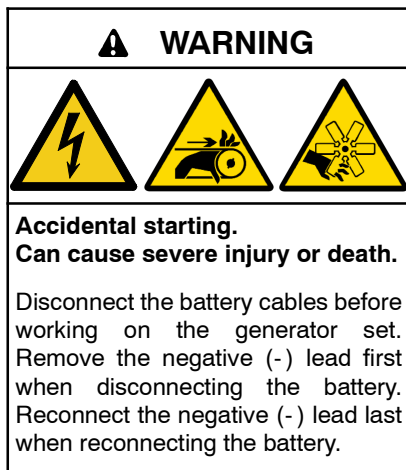 WARNING
Accidental starting.
Can cause severe injury or death.
Disconnect the battery cables before
working on the generator set.
Remove the negative (-) lead first
when disconnecting the battery.
Reconnect the negative (-) lead last
when reconnecting the battery.